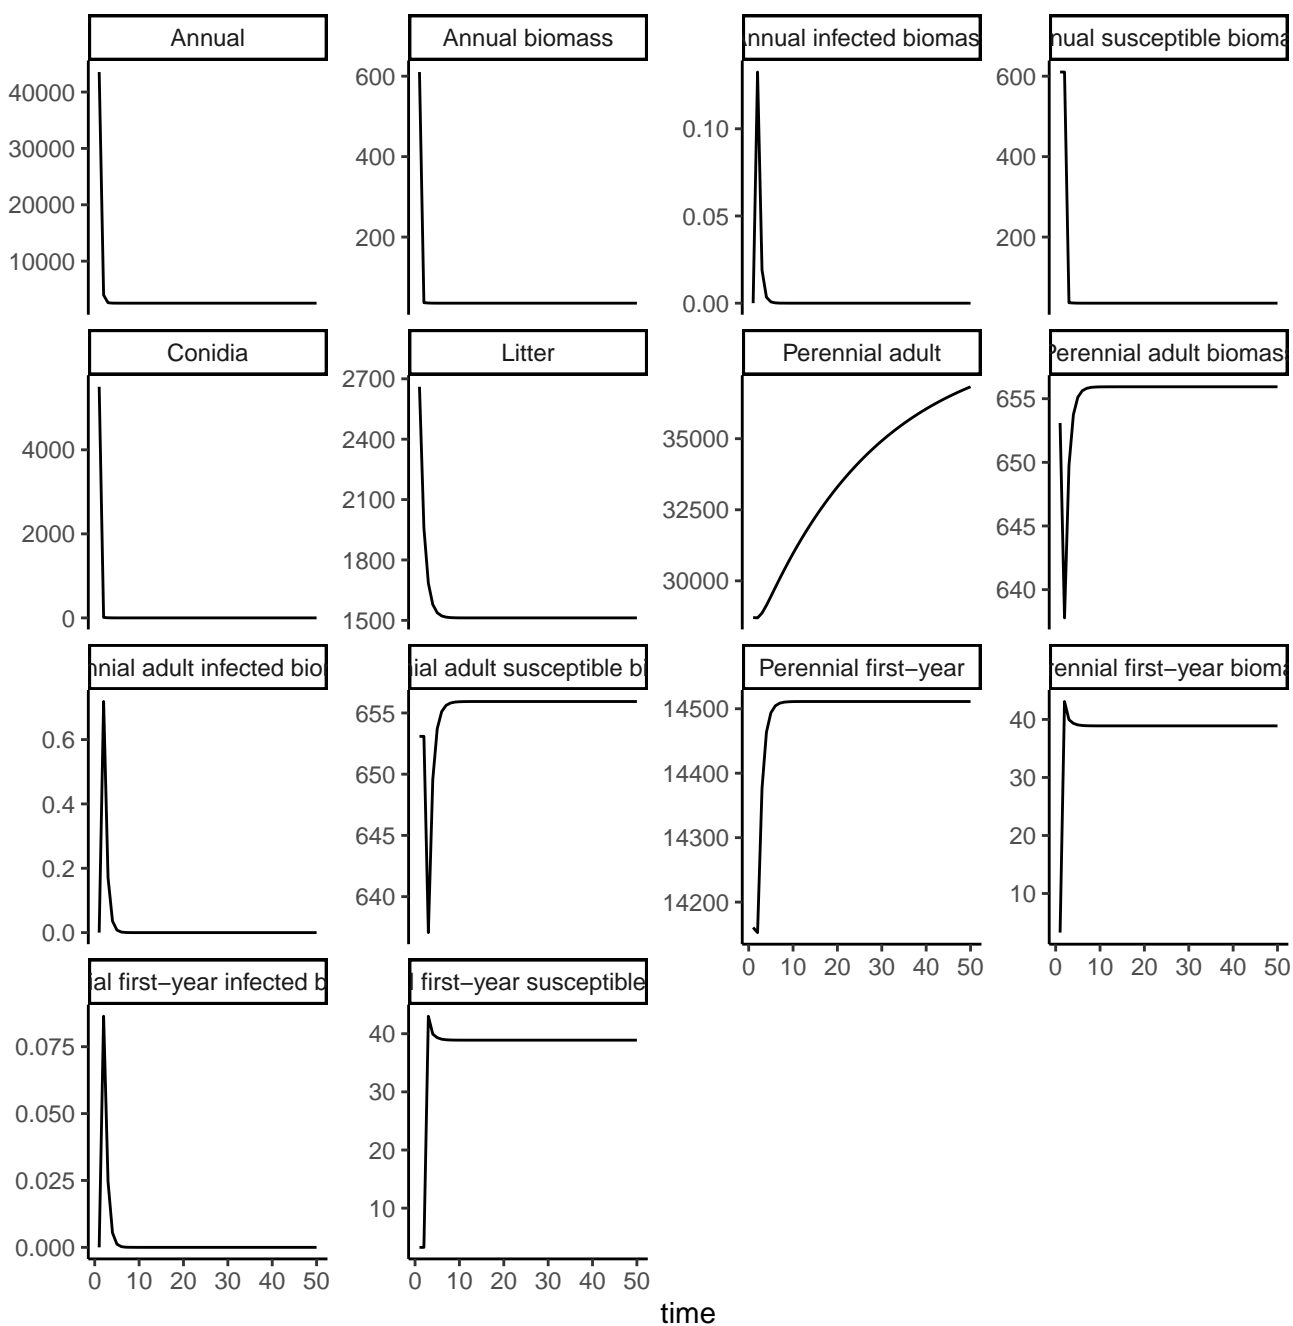 Annual
Annual biomass
nnual infected biomas
nual susceptible bioma
40000
30000
20000
10000
600
400
200
0.10
0.05
0.00
600
400
200
Conidia
Litter
Perennial adult
Perennial adult biomas
4000
2000
0
2700
2400
2100
1800
1500
35000
32500
30000
655
650
645
640
nnial adult infected bio
ial adult susceptible bi
Perennial first−year
rennial first−year bioma
0.6
0.4
0.2
0.0
655
650
645
640
14500
14400
14300
14200
40
30
20
10
0 10 20 30 40 50
0 10 20 30 40 50
ial first−year infected b
first−year susceptible
0.075
0.050
0.025
0.000
40
30
20
10
0 10 20 30 40 50
0 10 20 30 40 50
time